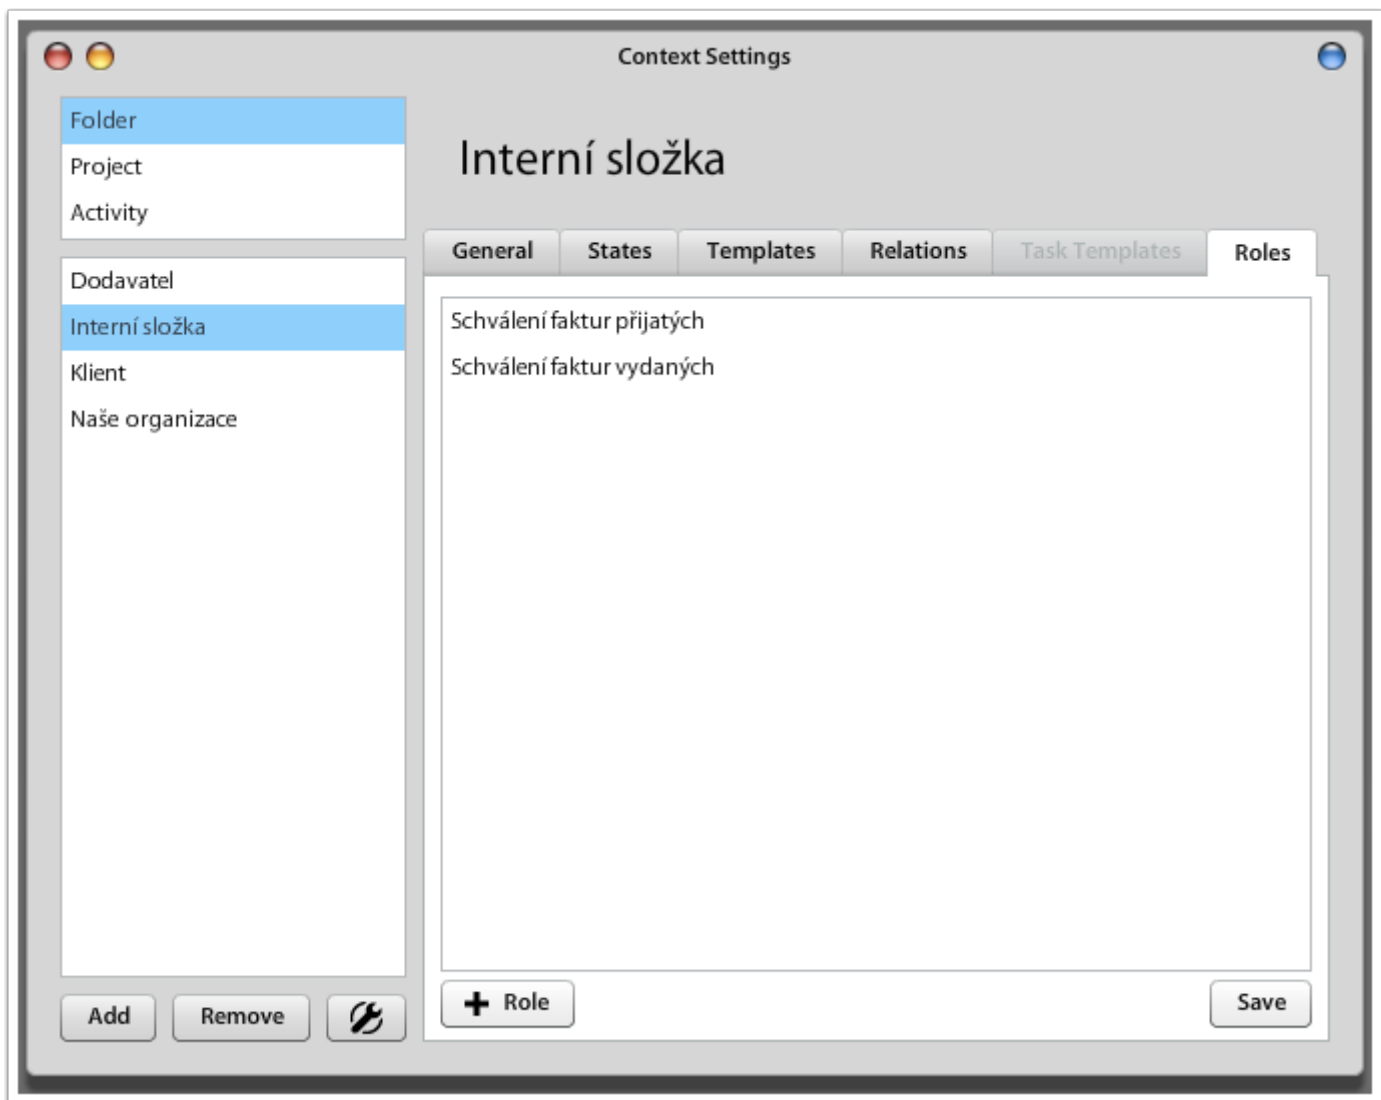 Context Settings
Folder
Project
Activity
Dodavatel
Interní složka
Klient
Naše organizace
Add
Remove
Interní složka
General
States
Templates
Relations
Task Templates
Roles
Schválení faktur přijatých
Schválení faktur vydaných
Role
Save